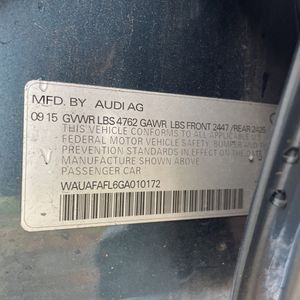 MFD. BY AUDI AG
09 15 GVWR LBS 4762 GAWR LBS FRONT 2447 / REAR
THIS VEHICLE CONFORMS TO ALL APPLICABLE U.S.
FEDERAL MOTOR VEHICLE SAFETY, BUMPER AND THEFT
PREVENTION STANDARDS IN EFFECT ON THE DATE
MANUFACTURE SHOWN ABOVE
PASSENGER CAR
WAUAFAFL6GA010172